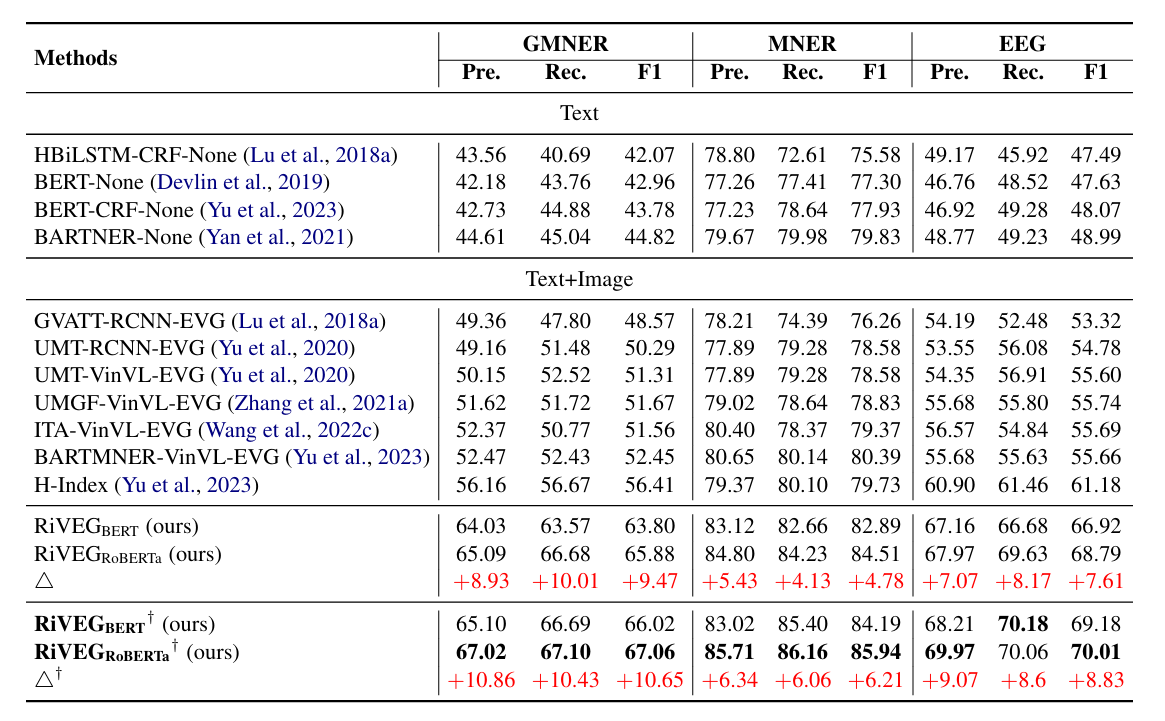 Methods GMNER MNER EEG
Pre. Rec. F1 Pre. Rec. F1 Pre. Rec. F1
Text
HBiLSTM-CRF-None (Lu et al., 2018a) 43.56 40.69 42.07 78.80 72.61 75.58 49.17 45.92 47.49
BERT-None (Devlin et al., 2019) 42.18 43.76 42.96 77.26 77.41 77.30 46.76 48.52 47.63
BERT-CRF-None (Yu et al., 2023) 42.73 44.88 43.78 77.23 78.64 77.93 46.92 49.28 48.07
BARTNER-None (Yan et al., 2021) 44.61 45.04 44.82 79.67 79.98 79.83 48.77 49.23 48.99
Text+Image
GVATT-RCNN-EVG (Lu et al., 2018a) 49.36 47.80 48.57 78.21 74.39 76.26 54.19 52.48 53.32
UMT-RCNN-EVG (Yu et al., 2020) 49.16 51.48 50.29 77.89 79.28 78.58 53.55 56.08 54.78
UMT-VinVL-EVG (Yu et al., 2020) 50.15 52.52 51.31 77.89 79.28 78.58 54.35 56.91 55.60
UMGF-VinVL-EVG (Zhang et al., 2021a) 51.62 51.72 51.67 79.02 78.64 78.83 55.68 55.80 55.74
ITA-VinVL-EVG (Wang et al., 2022c) 52.37 50.77 51.56 80.40 78.37 79.37 56.57 54.84 55.69
BARTMNER-VinVL-EVG (Yu et al., 2023) 52.47 52.43 52.45 80.65 80.14 80.39 55.68 55.63 55.66
H-Index (Yu et al., 2023) 56.16 56.67 56.41 79.37 80.10 79.73 60.90 61.46 61.18
RiVEG_BERT (ours) 64.03 63.57 63.80 83.12 82.66 82.89 67.16 66.68 66.92
RiVEG_RoBERTa (ours) 65.09 66.68 65.88 84.80 84.23 84.51 67.97 69.63 68.79
△ +8.93 +10.01 +9.47 +5.43 +4.13 +4.78 +7.07 +8.17 +7.61
RiVEG_BERT† (ours) 65.10 66.69 66.02 83.02 85.40 84.19 68.21 70.18 69.18
RiVEG_RoBERTa† (ours) 67.02 67.10 67.06 85.71 86.16 85.94 69.97 70.06 70.01
△† +10.86 +10.43 +10.65 +6.34 +6.06 +6.21 +9.07 +8.6 +8.83